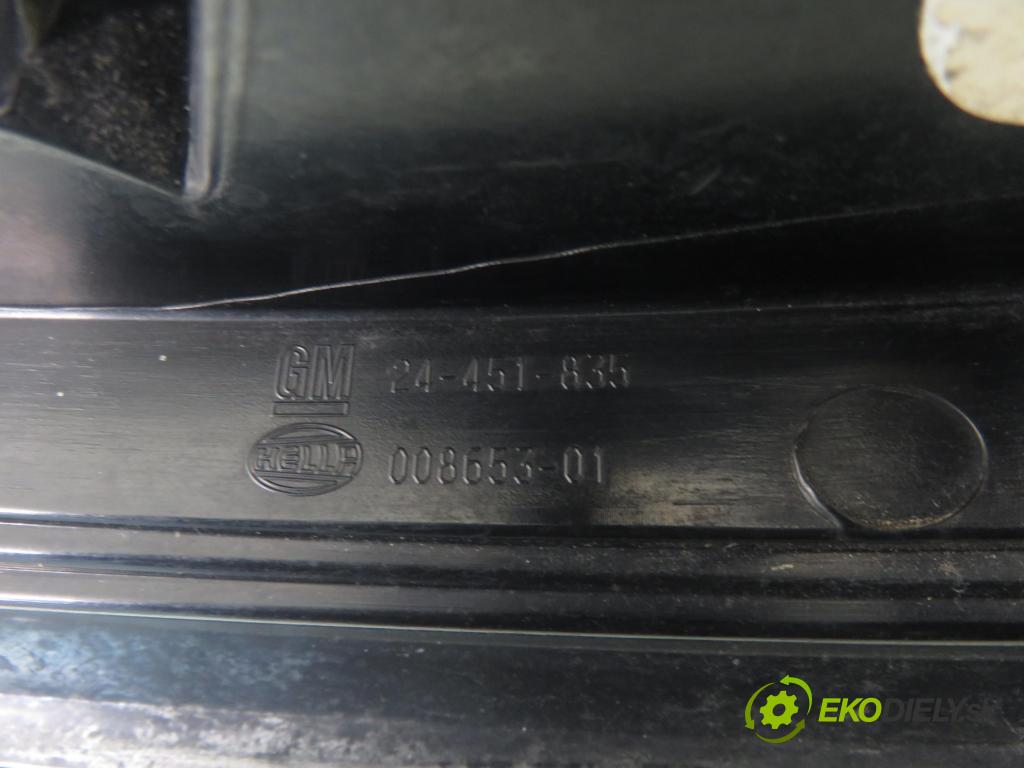 GM 24-451-835
HELLA 008653-01
EKODIELY.sk